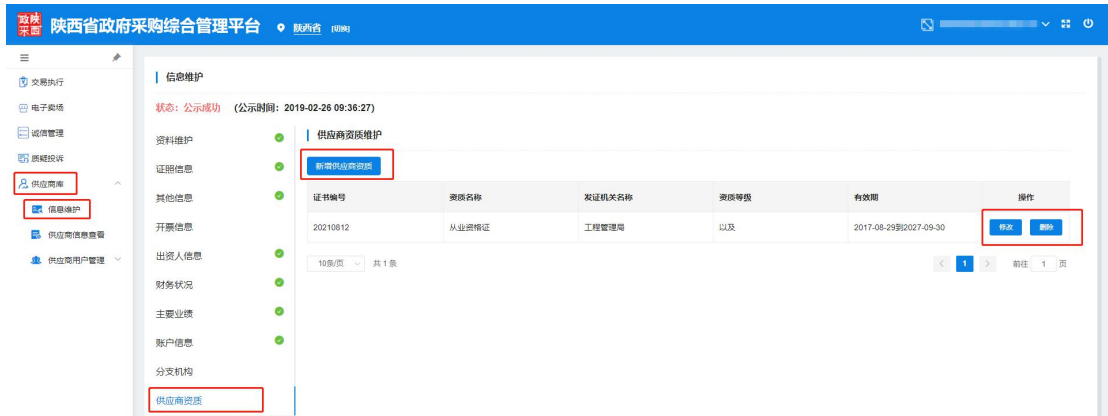 政陕
采西
陕西省政府采购综合管理平台 陕西省 [切换]
交易执行
电子卖场
诚信管理
质疑投诉
供应商库
信息维护
供应商信息查看
供应商用户管理
信息维护
状态：公示成功 (公示时间：2019-02-26 09:36:27)
资料维护
证照信息
其他信息
开票信息
出资人信息
财务状况
主要业绩
账户信息
分支机构
供应商资质
供应商资质维护
新增供应商资质
证书编号 资质名称 发证机关名称 资质等级 有效期 操作
20210812 从业资格证 工程管理局 以及 2017-08-29到2027-09-30 修改 删除
10条/页 共 1 条 < 1 > 前往 1 页